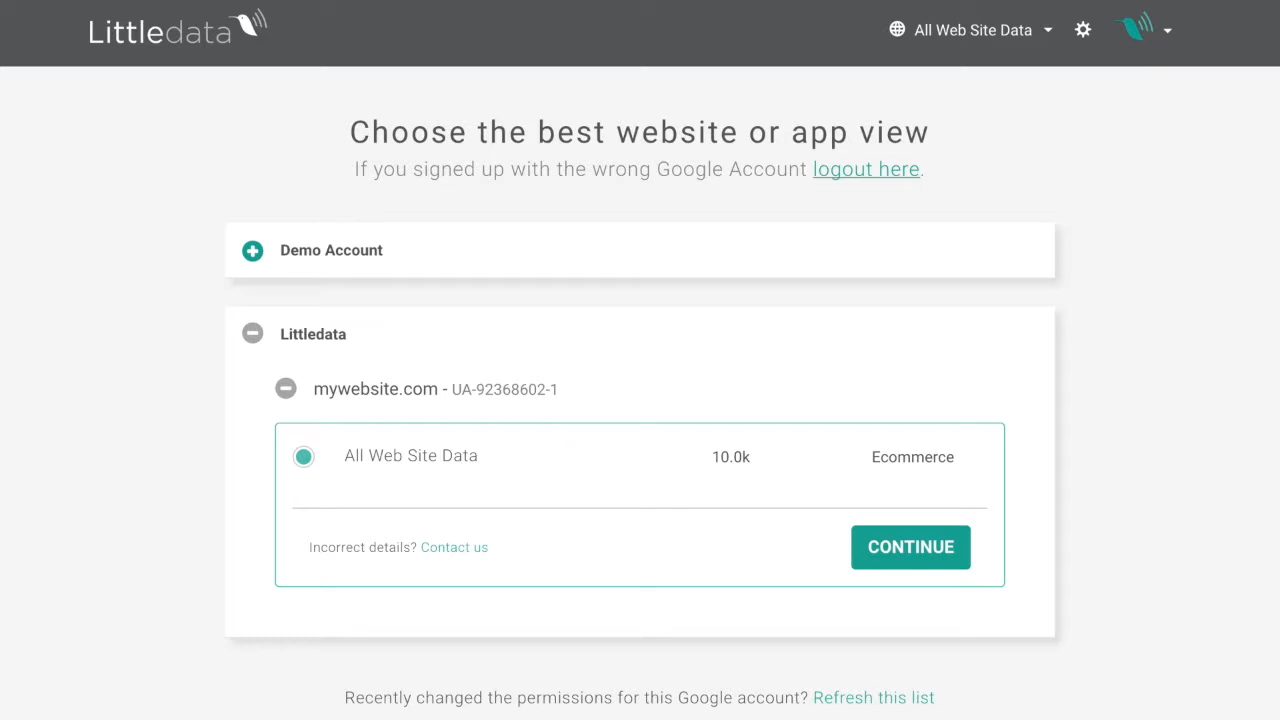 Littledata
All Web Site Data
Choose the best website or app view
If you signed up with the wrong Google Account logout here.
Demo Account
Littledata
mywebsite.com - UA-92368602-1
All Web Site Data 10.0k Ecommerce
Incorrect details? Contact us CONTINUE
Recently changed the permissions for this Google account? Refresh this list